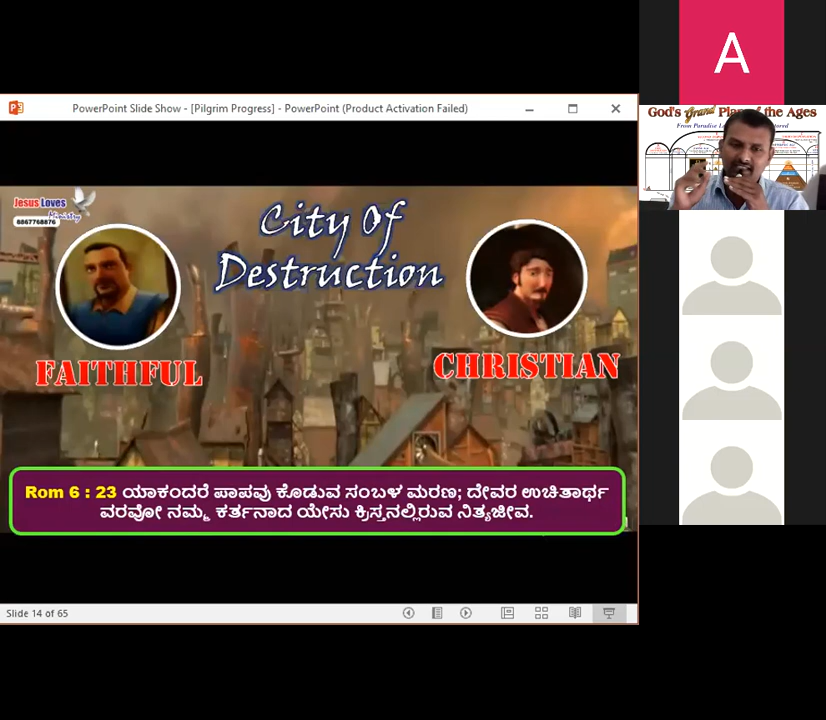 A
PowerPoint Slide Show - [Pilgrim Progress] - PowerPoint (Product Activation Failed)
God's Grand Plan of the Ages
Jesus Loves
Ministry
8867768876
City Of
Destruction
FAITHFUL
CHRISTIAN
Rom 6 : 23 ಯಾಕಂದರೆ ಪಾಪವು ಕೊಡುವ ಸಂಬಳ ಮರಣ; ದೇವರ ಉಚಿತಾರ್ಥ
ವರವೋ ನಮ್ಮ ಕರ್ತನಾದ ಯೇಸು ಕ್ರಿಸ್ತನಲ್ಲಿರುವ ನಿತ್ಯಜೀವ.
Slide 14 of 65